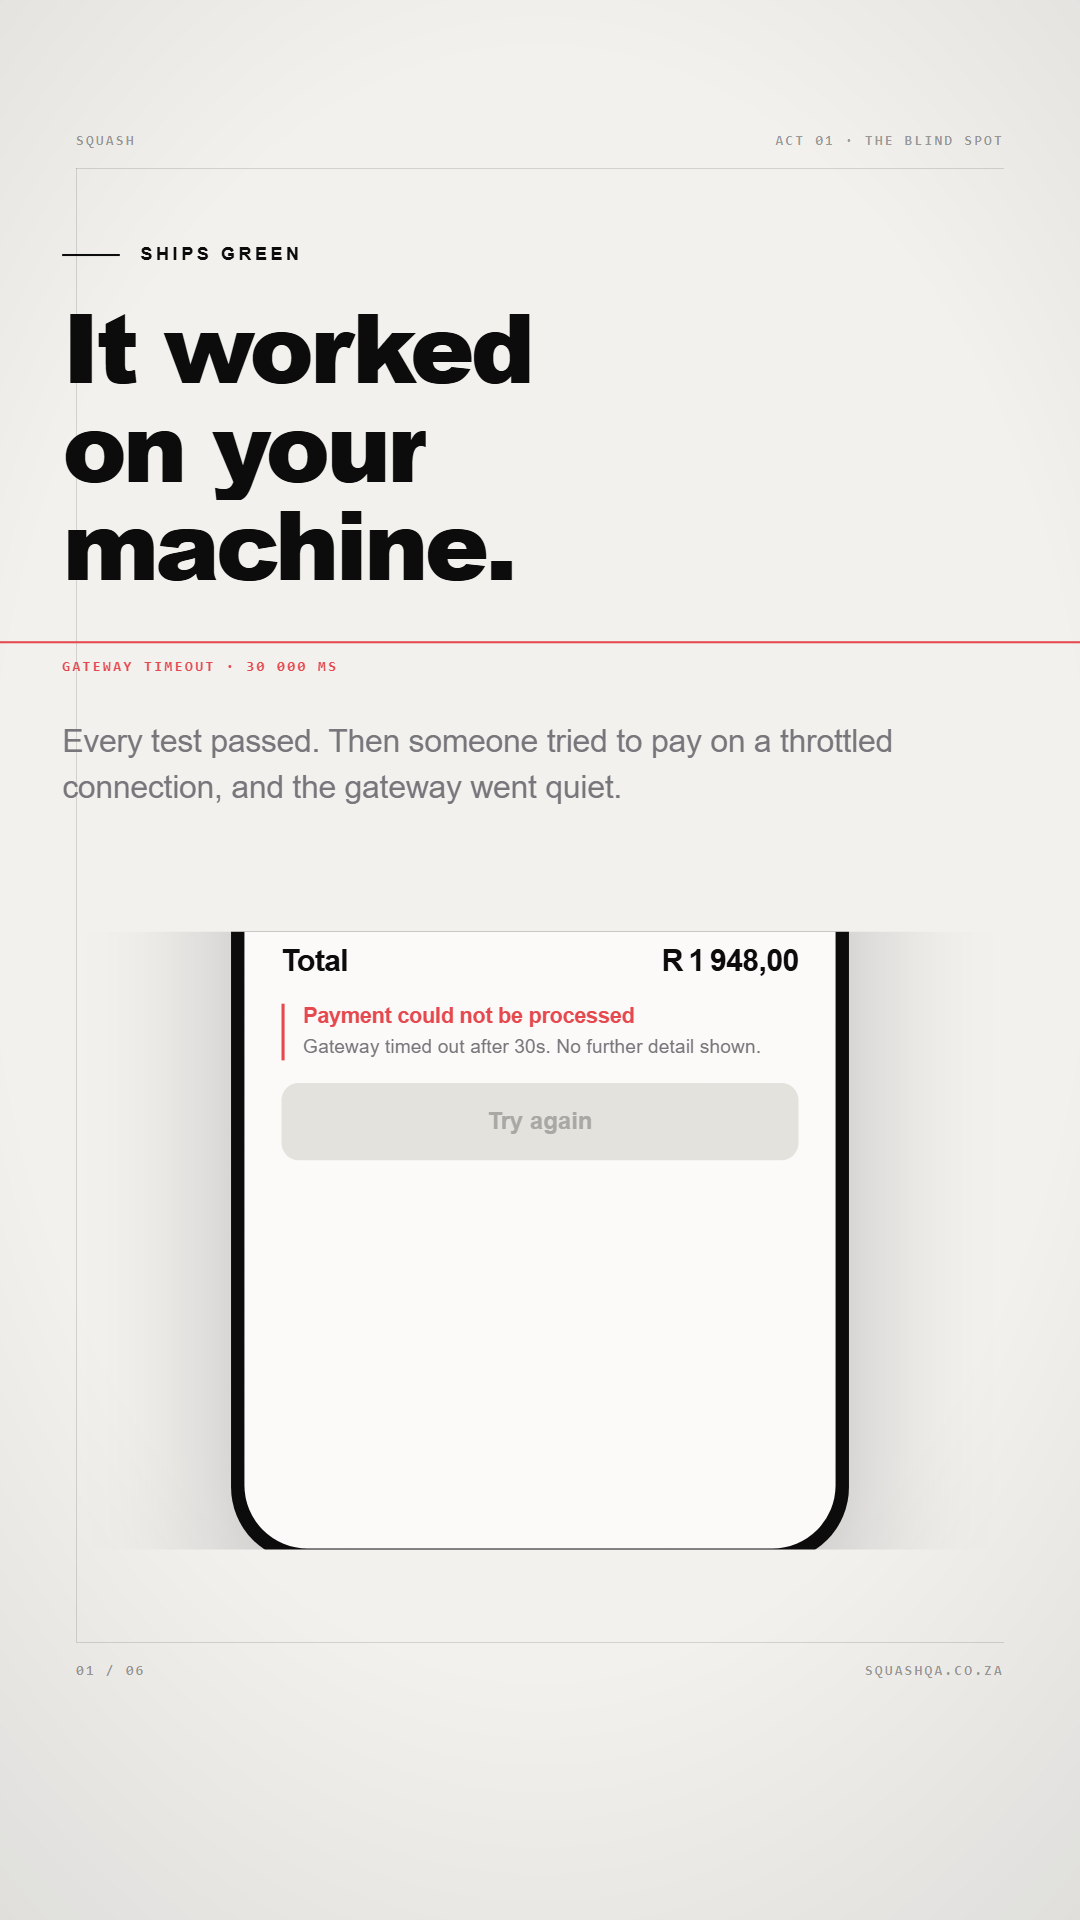 SQUASH
ACT 01 · THE BLIND SPOT
SHIPS GREEN
It worked
on your
machine.
GATEWAY TIMEOUT · 30 000 MS
Every test passed. Then someone tried to pay on a throttled
connection, and the gateway went quiet.
Total R 1 948,00
Payment could not be processed
Gateway timed out after 30s. No further detail shown.
Try again
01 / 06
SQUASHQA.CO.ZA